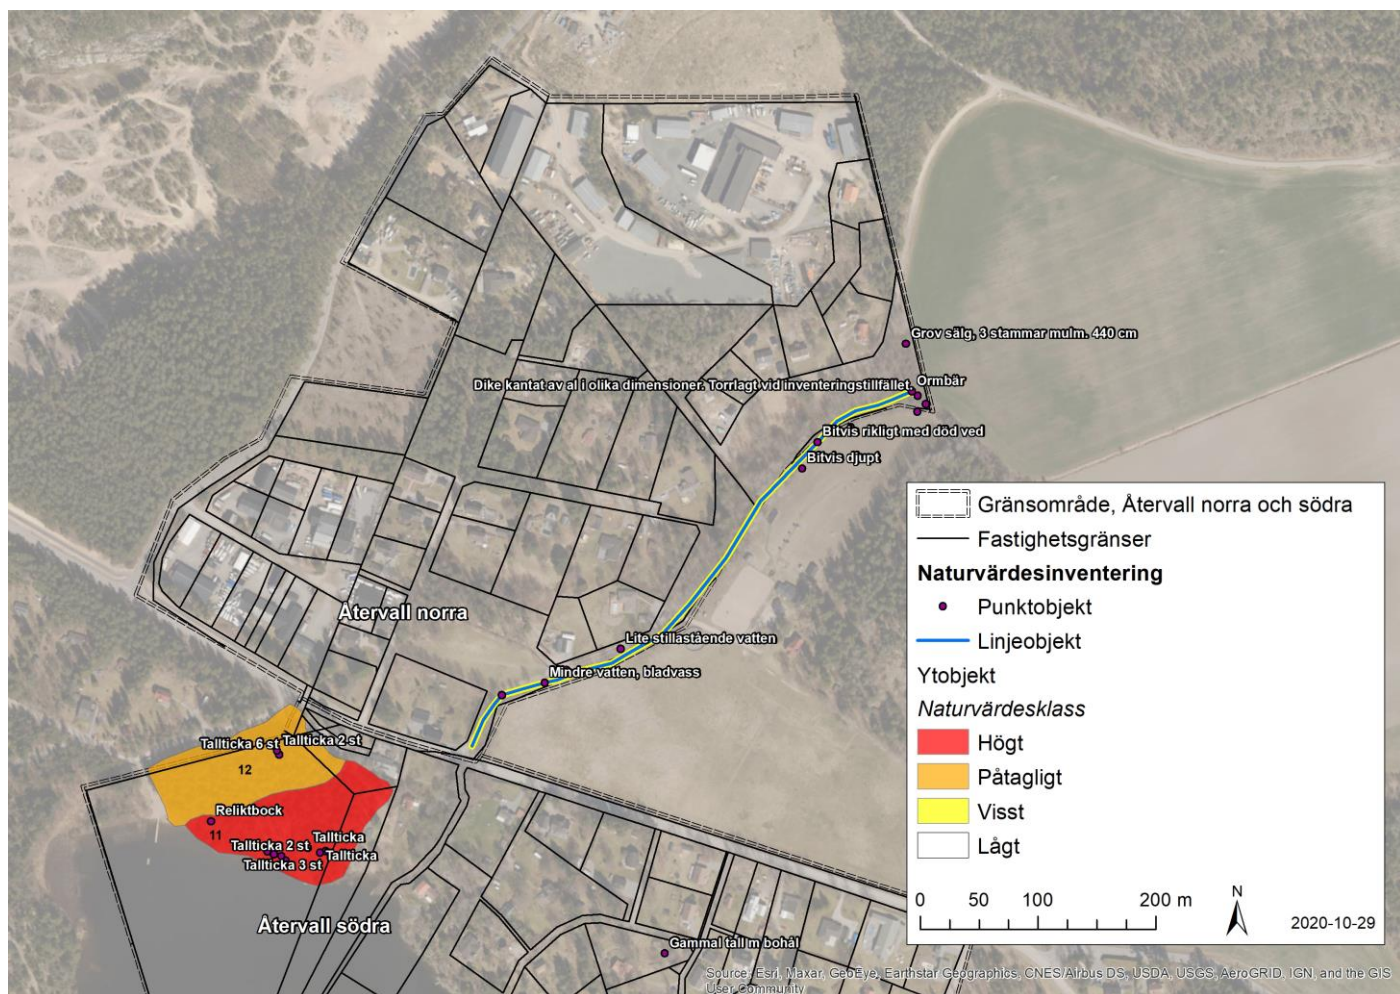 Grov sälg, 3 stammar mulm. 440 cm
Ormbär
Dike kantat av al i olika dimensioner. Torrlagt vid inventeringstillfället.
Bitvis rikligt med död ved
Bitvis djupt
Gränsområde, Återvall norra och södra
Fastighetsgränser
Naturvärdesinventering
Punktobjekt
Linjeobjekt
Ytobjekt
Naturvärdesklass
Högt
Påtagligt
Visst
Lågt
0 50 100 200 m
N
2020-10-29
Återvall norra
Lite stillastående vatten
Mindre vatten, bladvass
Tallticka 6 st
Tallticka 2 st
12
Reliktbock
11
Tallticka
Tallticka 2 st
Tallticka
Tallticka 3 st
Återvall södra
Gammal tall m bohål
Source: Esri, Maxar, GeoEye, Earthstar Geographics, CNES/Airbus DS, USDA, USGS, AeroGRID, IGN, and the GIS
User Community